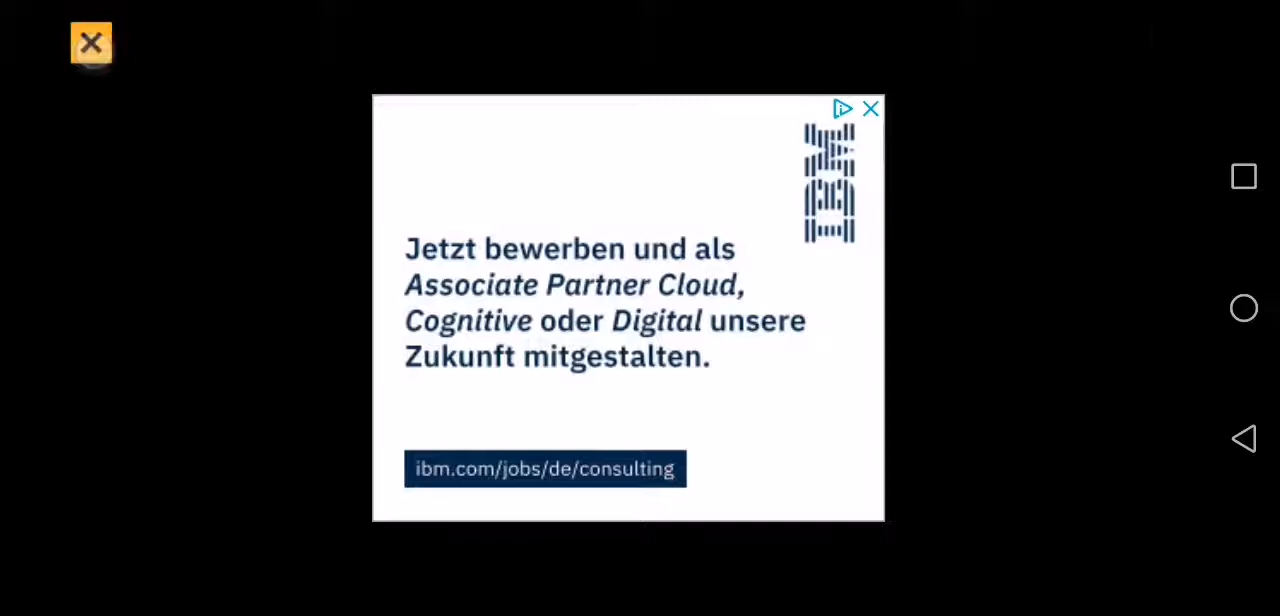 IBM
Jetzt bewerben und als
Associate Partner Cloud,
Cognitive oder Digital unsere
Zukunft mitgestalten.
ibm.com/jobs/de/consulting